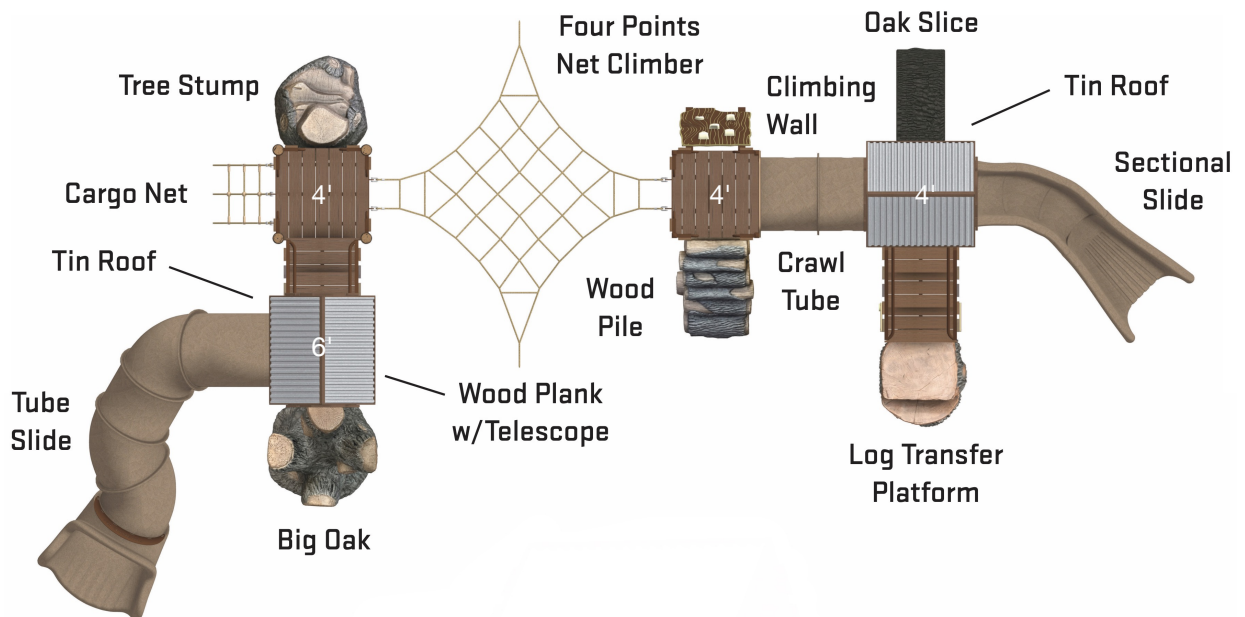 Four Points
Net Climber
Oak Slice
Tree Stump
Climbing
Wall
Tin Roof
Cargo Net
4'
4'
4'
Sectional
Slide
Tin Roof
Crawl
Tube
Wood
Pile
6'
Tube
Slide
Wood Plank
w/Telescope
Log Transfer
Platform
Big Oak